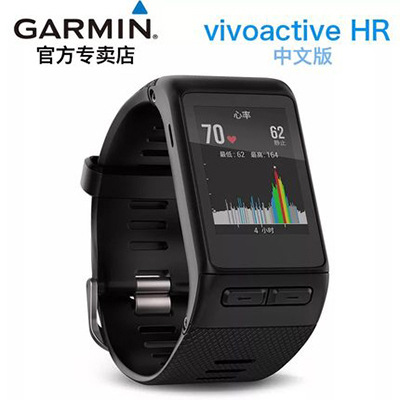 GARMIN
官方专卖店
vivoactive HR
中文版
心率
70
62
静止
最低:62 最高:164
4 小时